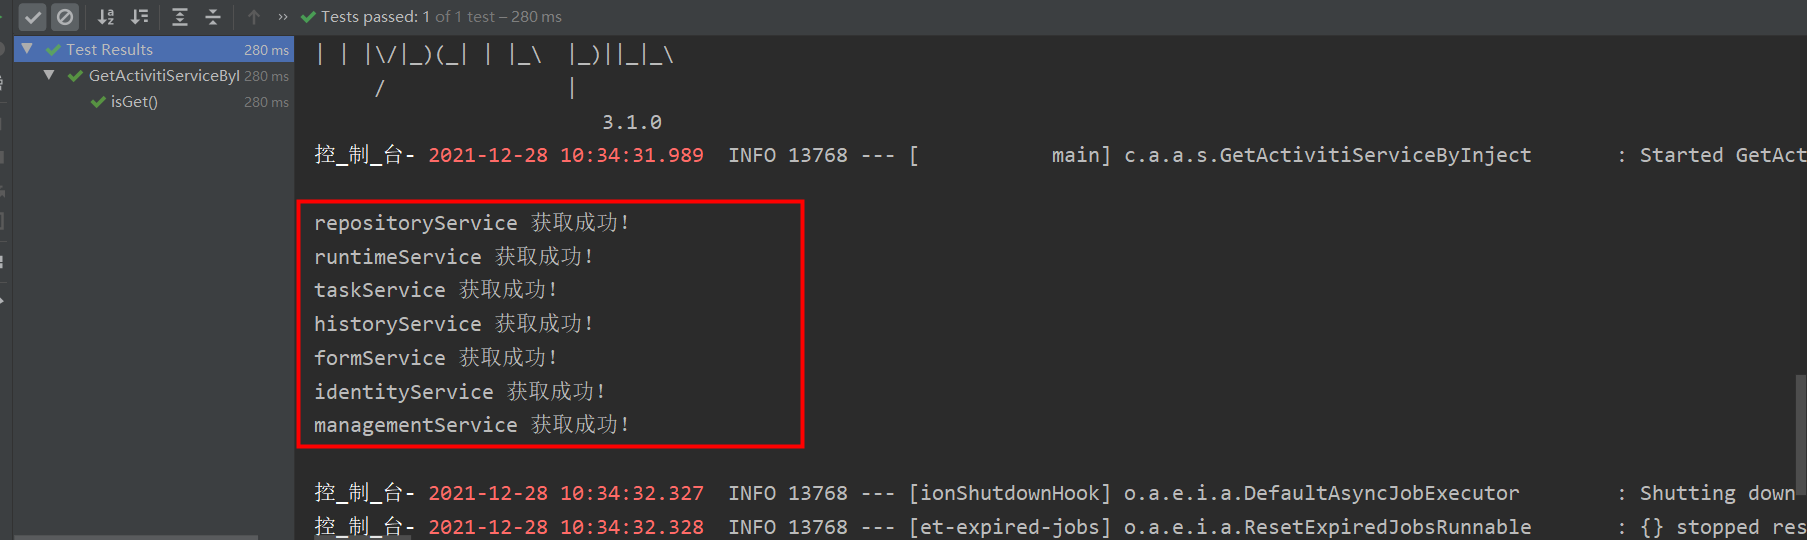 Tests passed: 1 of 1 test – 280 ms
Test Results 280 ms
GetActivitiServiceByI 280 ms
isGet() 280 ms
| | |\/|_)(_| | |_\  |_)||_|_\
/ |
3.1.0
控_制_台- 2021-12-28 10:34:31.989  INFO 13768 --- [           main] c.a.a.s.GetActivitiServiceByInject       : Started GetAct
repositoryService 获取成功!
runtimeService 获取成功!
taskService 获取成功!
historyService 获取成功!
formService 获取成功!
identityService 获取成功!
managementService 获取成功!
控_制_台- 2021-12-28 10:34:32.327  INFO 13768 --- [ionShutdownHook] o.a.e.i.a.DefaultAsyncJobExecutor        : Shutting down
控_制_台- 2021-12-28 10:34:32.328  INFO 13768 --- [et-expired-jobs] o.a.e.i.a.ResetExpiredJobsRunnable       : {} stopped res